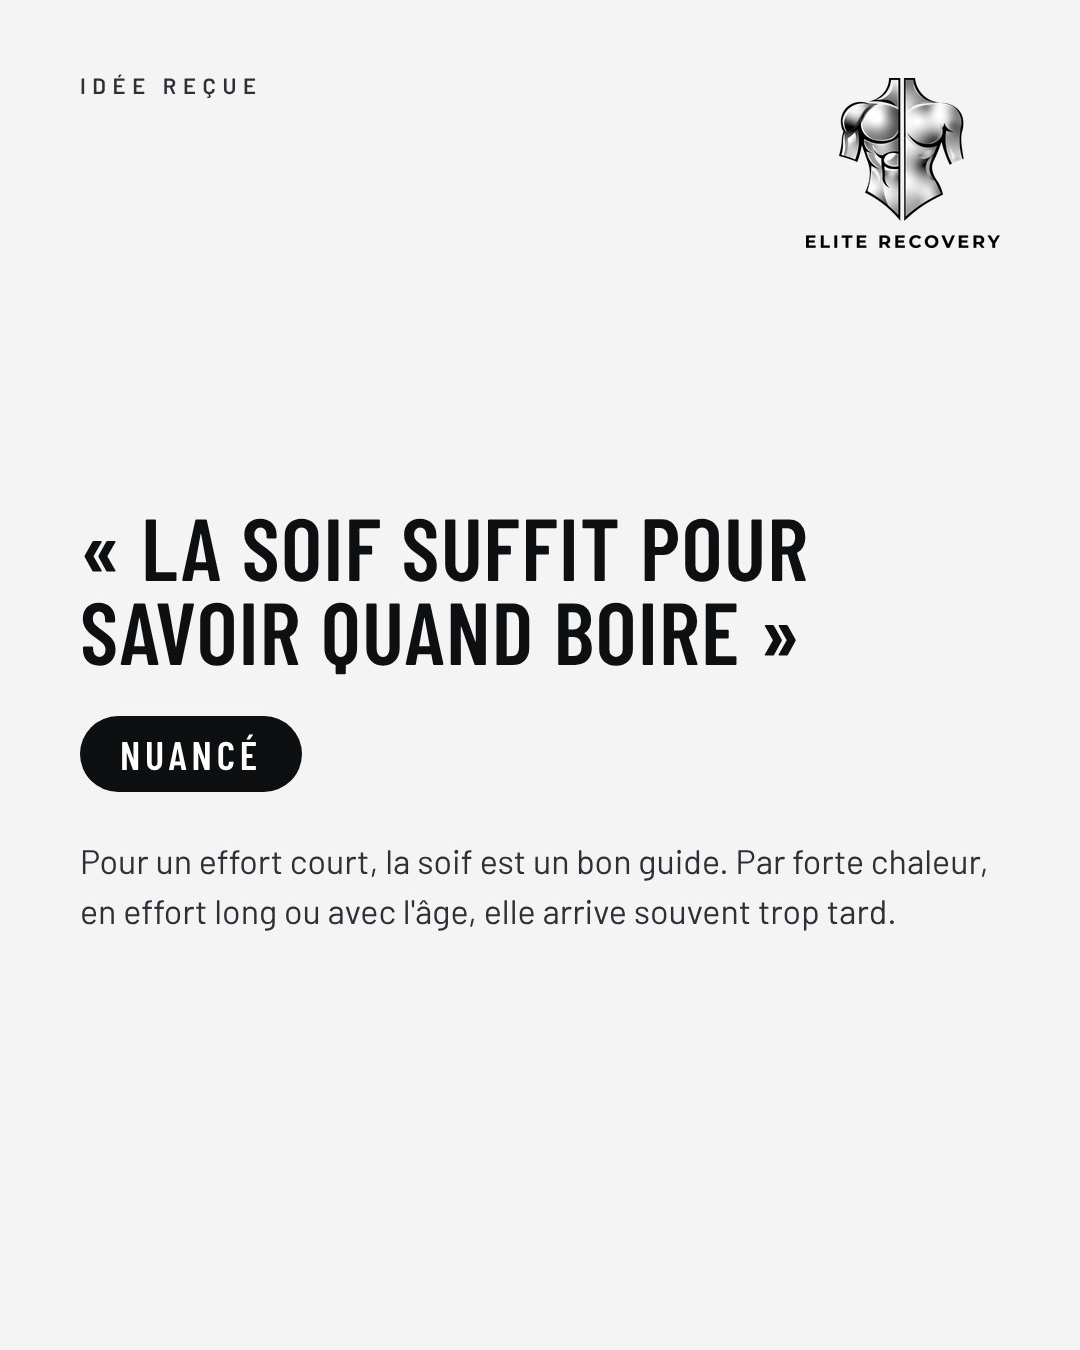 IDÉE REÇUE
ELITE RECOVERY
« LA SOIF SUFFIT POUR
SAVOIR QUAND BOIRE »
NUANCÉ
Pour un effort court, la soif est un bon guide. Par forte chaleur,
en effort long ou avec l'âge, elle arrive souvent trop tard.